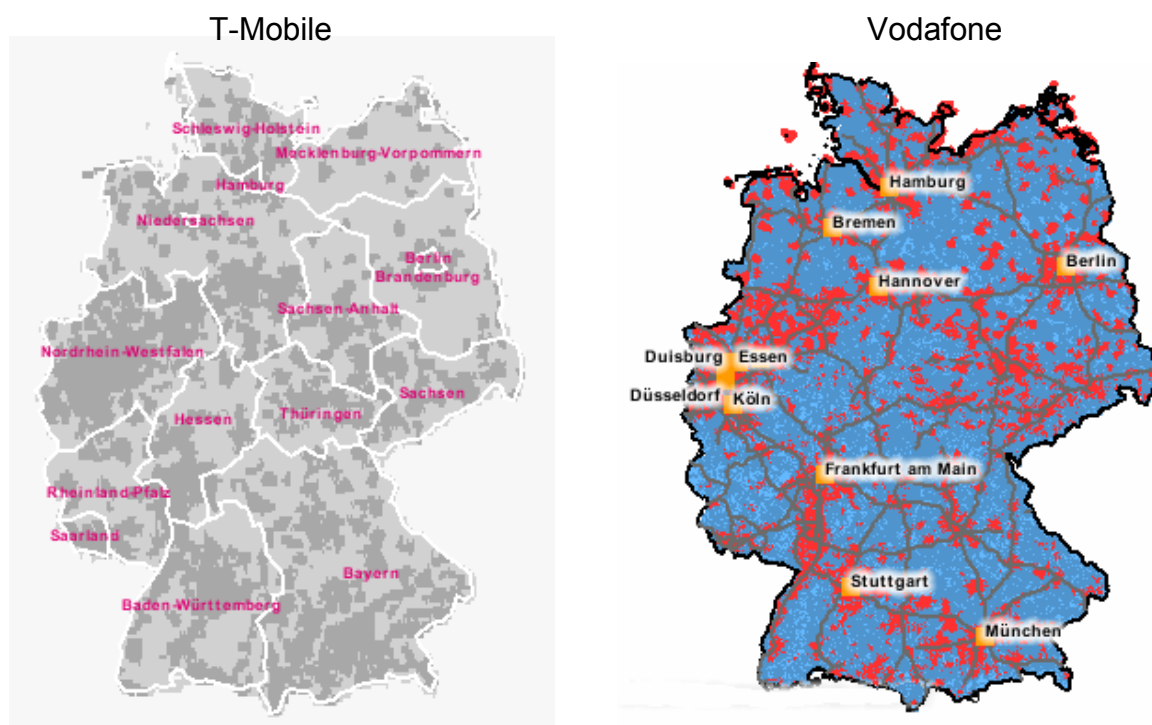 T-Mobile
Schleswig-Holstein
Mecklenburg-Vorpommern
Hamburg
Niedersachsen
Berlin
Brandenburg
Sachsen-Anhalt
Nordrhein-Westfalen
Sachsen
Thüringen
Hessen
Rheinland-Pfalz
Saarland
Bayern
Baden-Württemberg
Vodafone
Hamburg
Bremen
Berlin
Hannover
Duisburg Essen
Düsseldorf Köln
Frankfurt am Main
Stuttgart
München